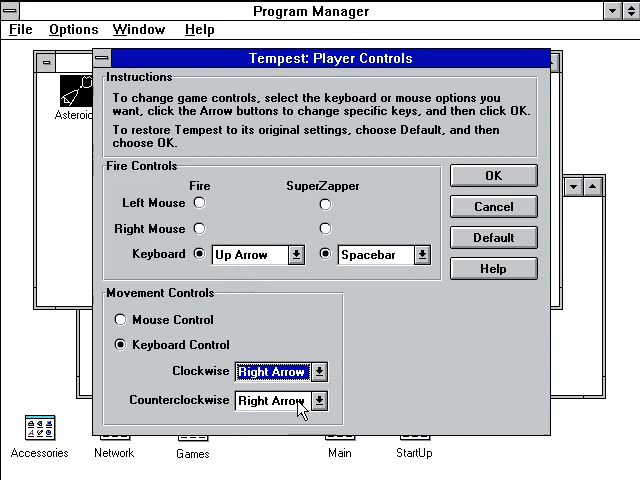 Program Manager
File Options Window Help
Tempest: Player Controls
Instructions
To change game controls, select the keyboard or mouse options you
want, click the Arrow buttons to change specific keys, and then click OK.
To restore Tempest to its original settings, choose Default, and then
choose OK.
Asteroid
Fire Controls
Fire SuperZapper
Left Mouse
Right Mouse
Keyboard Up Arrow Spacebar
OK
Cancel
Default
Help
Movement Controls
Mouse Control
Keyboard Control
Clockwise Right Arrow
Counterclockwise Right Arrow
Accessories Network Games Main StartUp